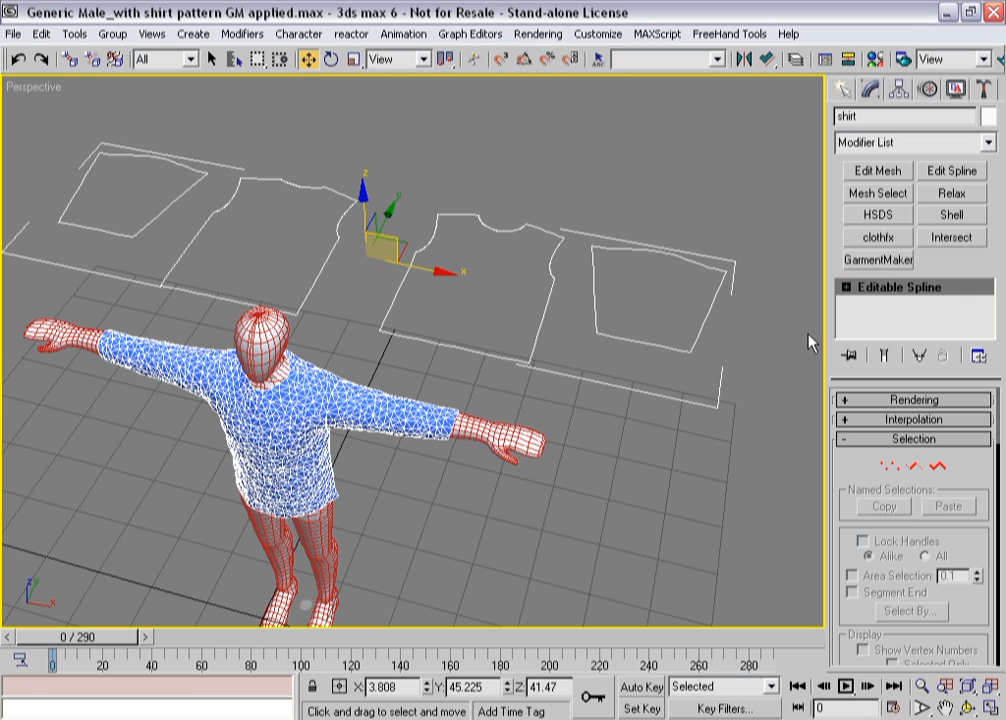 Generic Male_with shirt pattern GM applied.max - 3ds max 6 - Not for Resale - Stand-alone License
File Edit Tools Group Views Create Modifiers Character reactor Animation Graph Editors Rendering Customize MAXScript FreeHand Tools Help
All View View
Perspective
z
y
x
shirt
Modifier List
Edit Mesh Edit Spline
Mesh Select Relax
HSDS Shell
clothfx Intersect
GarmentMaker
Editable Spline
+ Rendering
+ Interpolation
- Selection
Named Selections:
Copy Paste
Lock Handles
Alike All
Area Selection: 0.1
Segment End
Select By...
Display
Show Vertex Numbers
Selected Only
z y
x
< 0 / 290 >
0 20 40 60 80 100 120 140 160 180 200 220 240 260 280
X: 3.808 Y: 45.225 Z: 41.47
Auto Key Selected
Click and drag to select and move Add Time Tag
Set Key Key Filters... 0